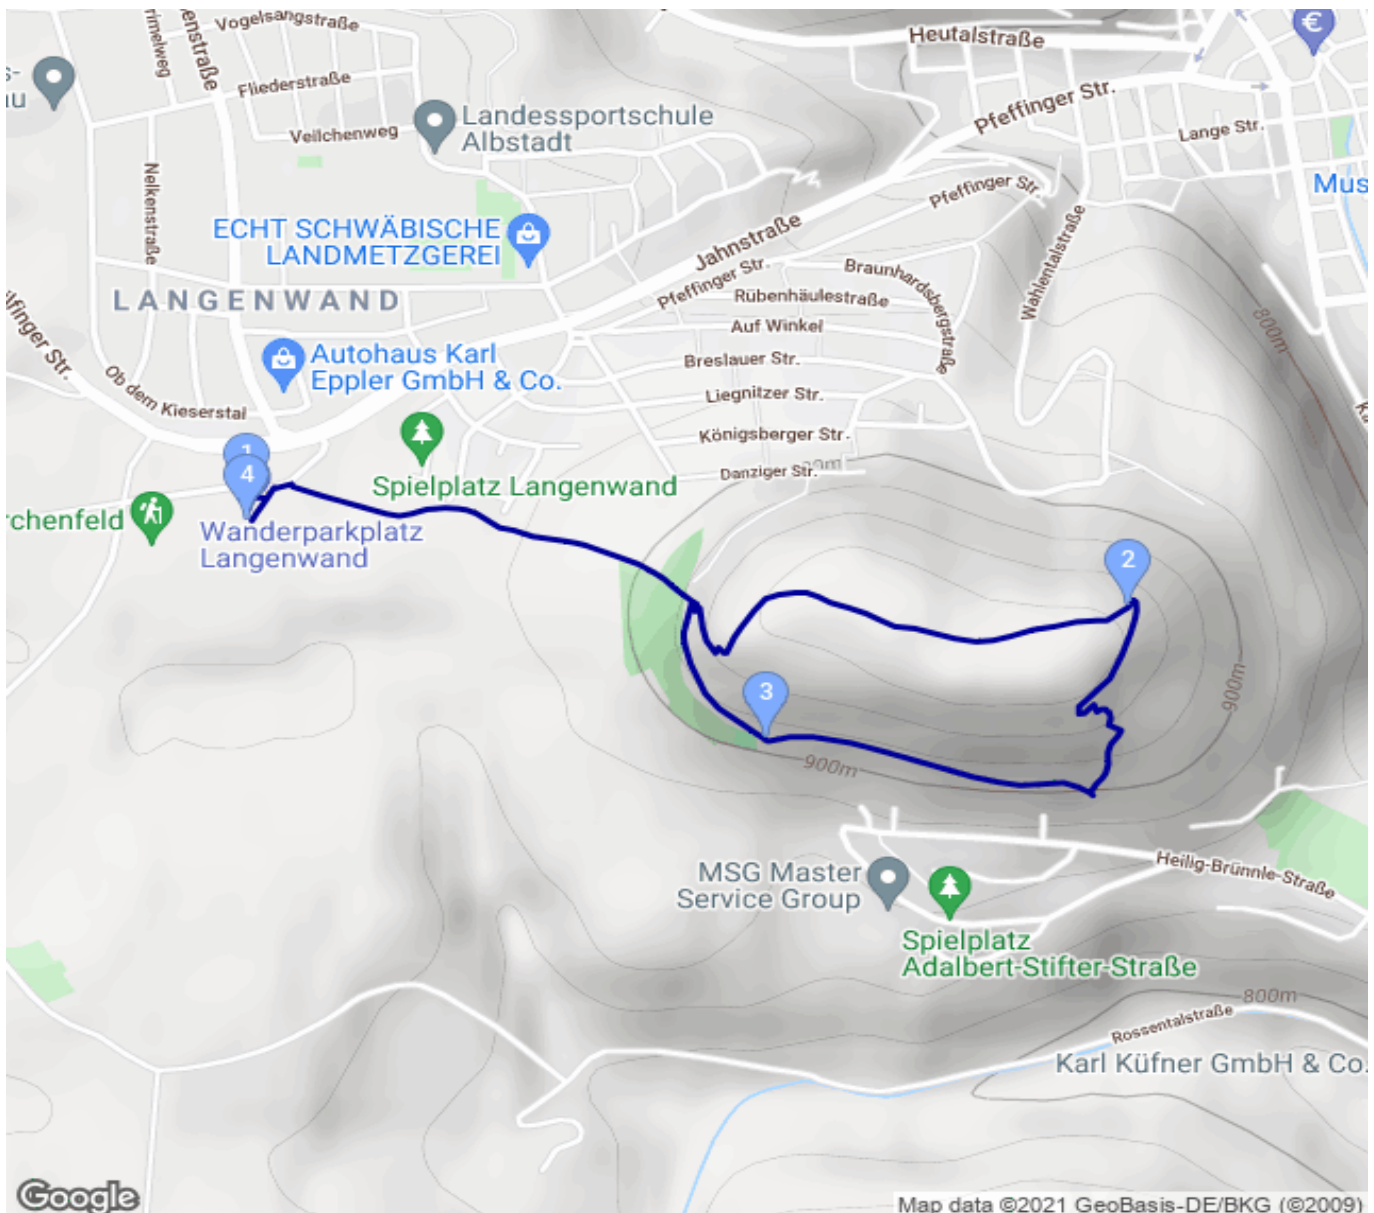 Vogelsangstraße
Heutalstraße
€
Fliederstraße
Pfeffinger Str.
Landessportschule
Albstadt
Veilchenweg
Lange Str.
Nelkenstraße
Pfeffinger Str.
Mus
ECHT SCHWÄBISCHE
LANDMETZGEREI
Jahnstraße
Wahlentalstraße
Pfeffinger Str.
Braunhardsbergstraße
LANGENWAND
Rübenhäulestraße
800m
Auf Winkel
Autohaus Karl
Eppler GmbH & Co.
Breslauer Str.
Ob dem Kieserstal
Liegnitzer Str.
Königsberger Str.
1
4
Danziger Str.
Spielplatz Langenwand
rchenfeld
Wanderparkplatz
Langenwand
2
3
900m
900m
MSG Master
Service Group
Heilig-Brünnle-Straße
Spielplatz
Adalbert-Stifter-Straße
800m
Rossentalstraße
Karl Küfner GmbH & Co.
Google
Map data ©2021 GeoBasis-DE/BKG (©2009)